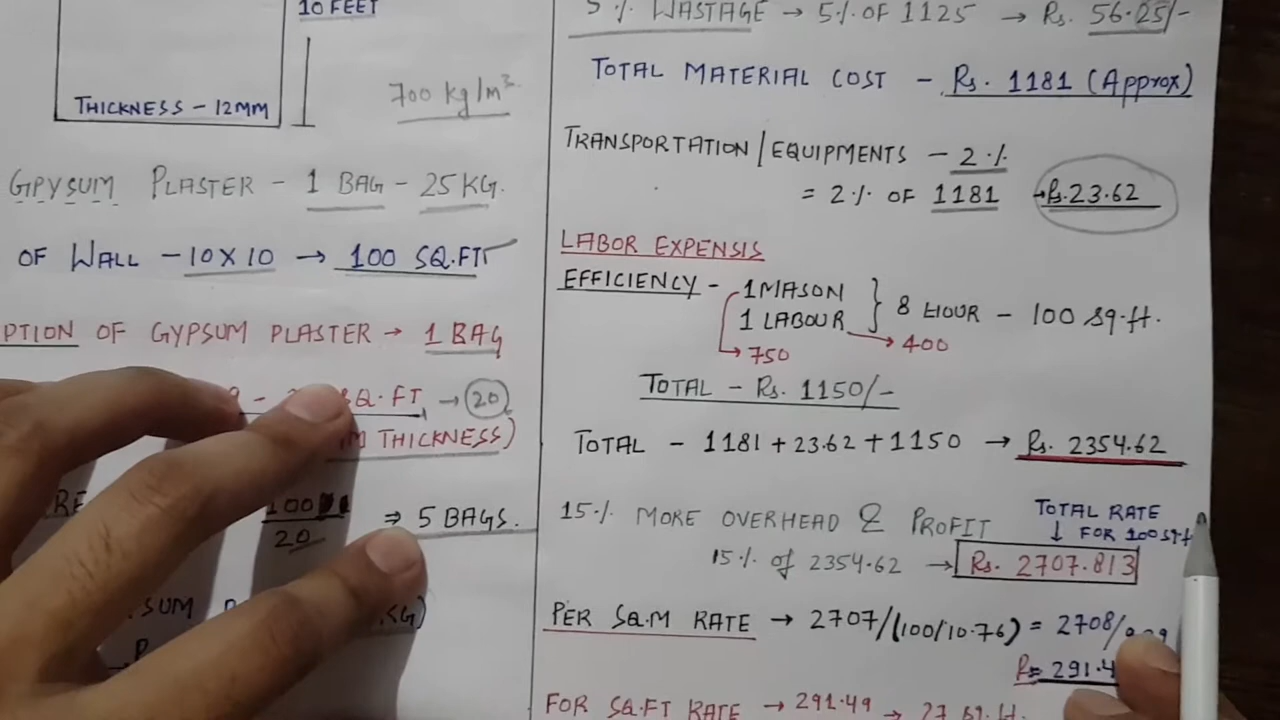 10 FEET
THICKNESS - 12MM
700 kg/m³.
GPYSUM PLASTER - 1 BAG - 25 KG.
OF WALL - 10 X 10 → 100 SQ.FT
PTION OF GYPSUM PLASTER → 1 BAG
SQ.FT → 20
THICKNESS)
100
20
⇒ 5 BAGS.
5 % WASTAGE → 5% OF 1125 → Rs. 56.25/-
TOTAL MATERIAL COST - Rs. 1181 (Approx)
TRANSPORTATION / EQUIPMENTS - 2 %
= 2% OF 1181 → Rs. 23.62
LABOR EXPENSIS
EFFICIENCY - 1 MASON
1 LABOUR } 8 HOUR - 100 sq.ft.
→ 750 → 400
TOTAL - Rs. 1150/-
TOTAL - 1181 + 23.62 + 1150 → Rs. 2354.62
15% MORE OVERHEAD & PROFIT
TOTAL RATE
↓ FOR 100 sqft
15% of 2354.62 → Rs. 2707.813
PER SQ.M RATE → 2707/(100/10.76) = 2708/
291.4
FOR SQ.FT RATE → 291.49 → 27 sq.ft.